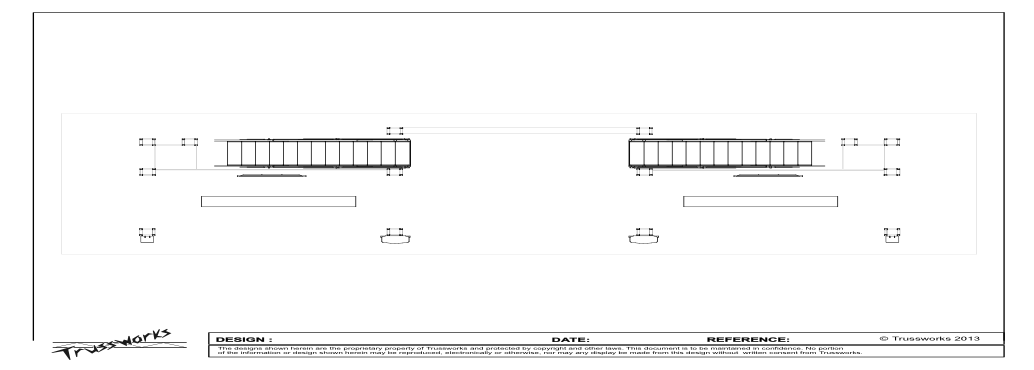 Trussworks
DESIGN : DATE: REFERENCE: © Trussworks 2013
The designs shown herein are the proprietary property of Trussworks and protected by copyright and other laws. This document is to be maintained in confidence. No portion
of the information or design shown herein may be reproduced, electronically or otherwise, nor may any display be made from this design without written consent from Trussworks.